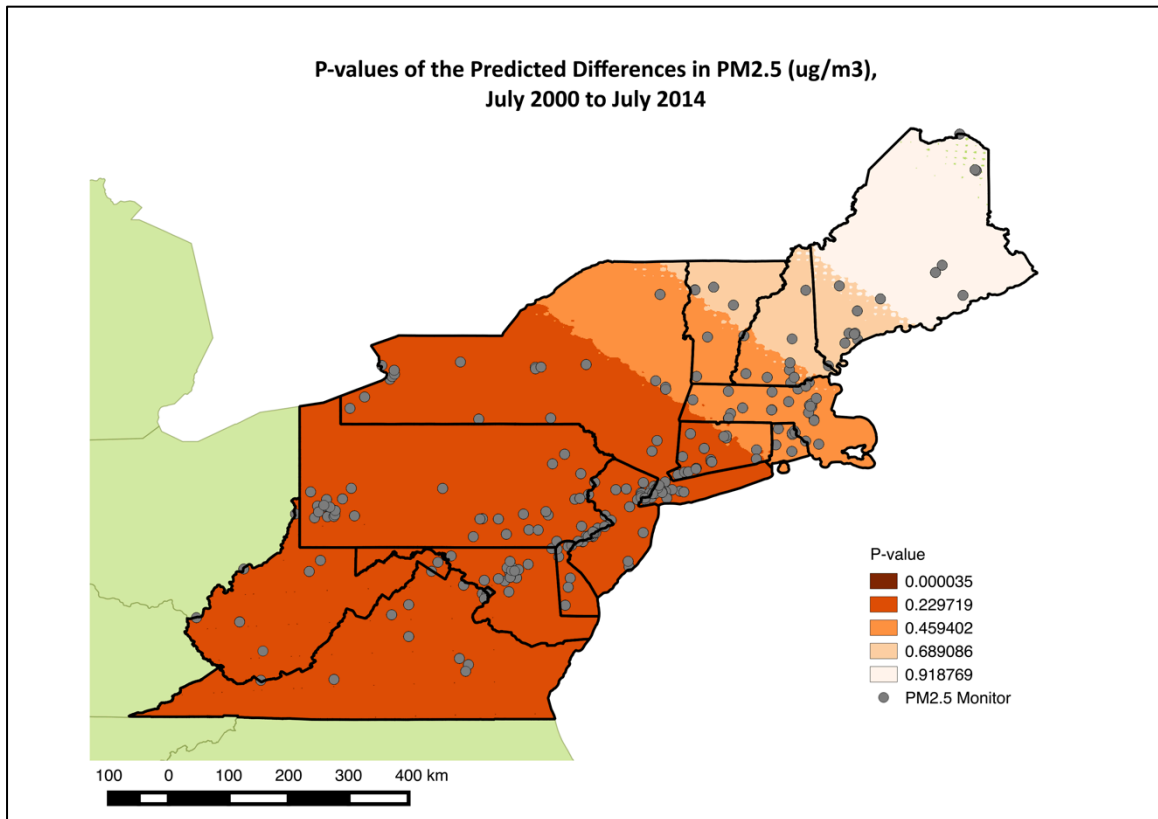 P-values of the Predicted Differences in PM2.5 (ug/m3),
July 2000 to July 2014
P-value
0.000035
0.229719
0.459402
0.689086
0.918769
PM2.5 Monitor
100 0 100 200 300 400 km